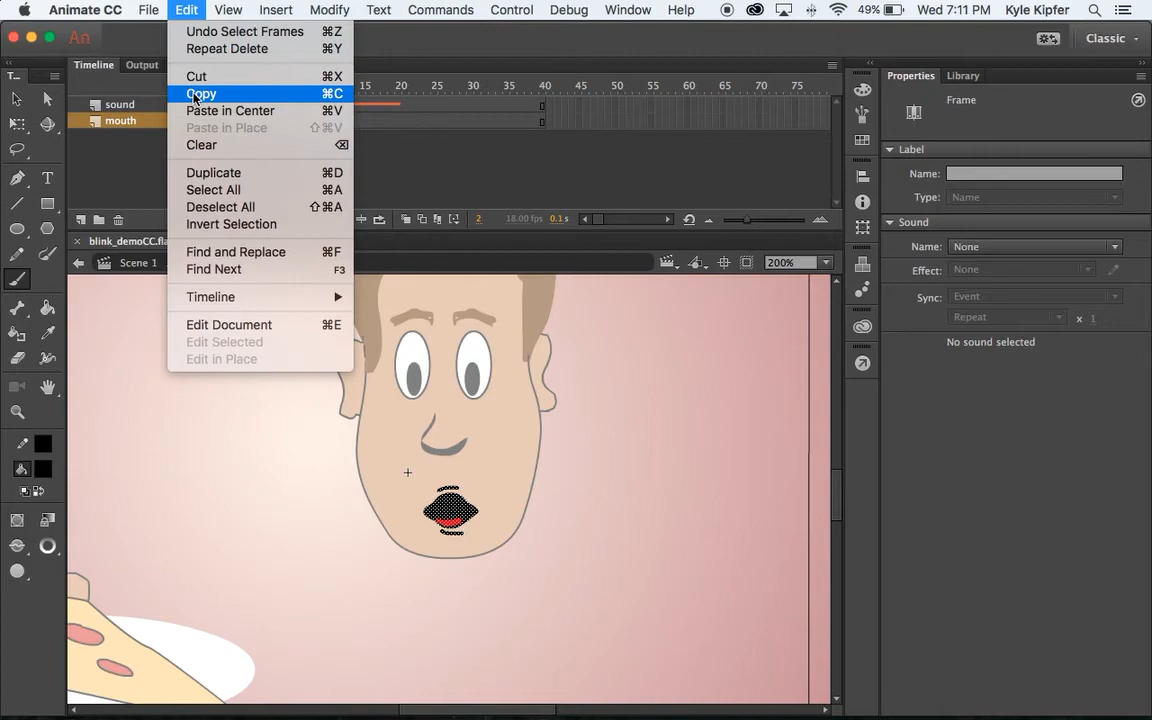 Animate CC File Edit View Insert Modify Text Commands Control Debug Window Help 49% Wed 7:11 PM Kyle Kipfer
An Classic
Undo Select Frames ⌘Z
Repeat Delete ⌘Y
Cut ⌘X
Copy ⌘C
Paste in Center ⌘V
Paste in Place ⇧⌘V
Clear ⌫
Duplicate ⌘D
Select All ⌘A
Deselect All ⇧⌘A
Invert Selection
Find and Replace ⌘F
Find Next F3
Timeline
Edit Document ⌘E
Edit Selected
Edit in Place
T...
Timeline Output
15 20 25 30 35 40 45 50 55 60 65 70 75
sound
mouth
2 18.00 fps 0.1 s
blink_demoCC.fla
Scene 1 200%
Properties Library
Frame
Label
Name:
Type: Name
Sound
Name: None
Effect: None
Sync: Event
Repeat x 1
No sound selected